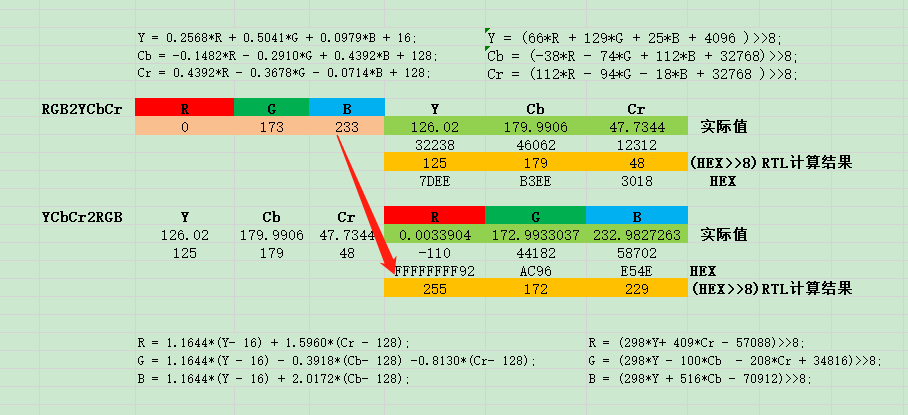 Y = 0.2568*R + 0.5041*G + 0.0979*B + 16; Y = (66*R + 129*G + 25*B + 4096 )>>8;
Cb = -0.1482*R - 0.2910*G + 0.4392*B + 128; Cb = (-38*R - 74*G + 112*B + 32768)>>8;
Cr = 0.4392*R - 0.3678*G - 0.0714*B + 128; Cr = (112*R - 94*G - 18*B + 32768 )>>8;
RGB2YCbCr R G B Y Cb Cr
0 173 233 126.02 179.9906 47.7344 实际值
32238 46062 12312
125 179 48 (HEX>>8)RTL计算结果
7DEE B3EE 3018 HEX
YCbCr2RGB Y Cb Cr R G B
126.02 179.9906 47.7344 0.0033904 172.9933037 232.9827263 实际值
125 179 48 -110 44182 58702
FFFFFFFF92 AC96 E54E HEX
255 172 229 (HEX>>8)RTL计算结果
R = 1.1644*(Y- 16) + 1.5960*(Cr - 128); R = (298*Y+ 409*Cr - 57088)>>8;
G = 1.1644*(Y - 16) - 0.3918*(Cb- 128) -0.8130*(Cr- 128); G = (298*Y - 100*Cb - 208*Cr + 34816)>>8;
B = 1.1644*(Y - 16) + 2.0172*(Cb- 128); B = (298*Y + 516*Cb - 70912)>>8;